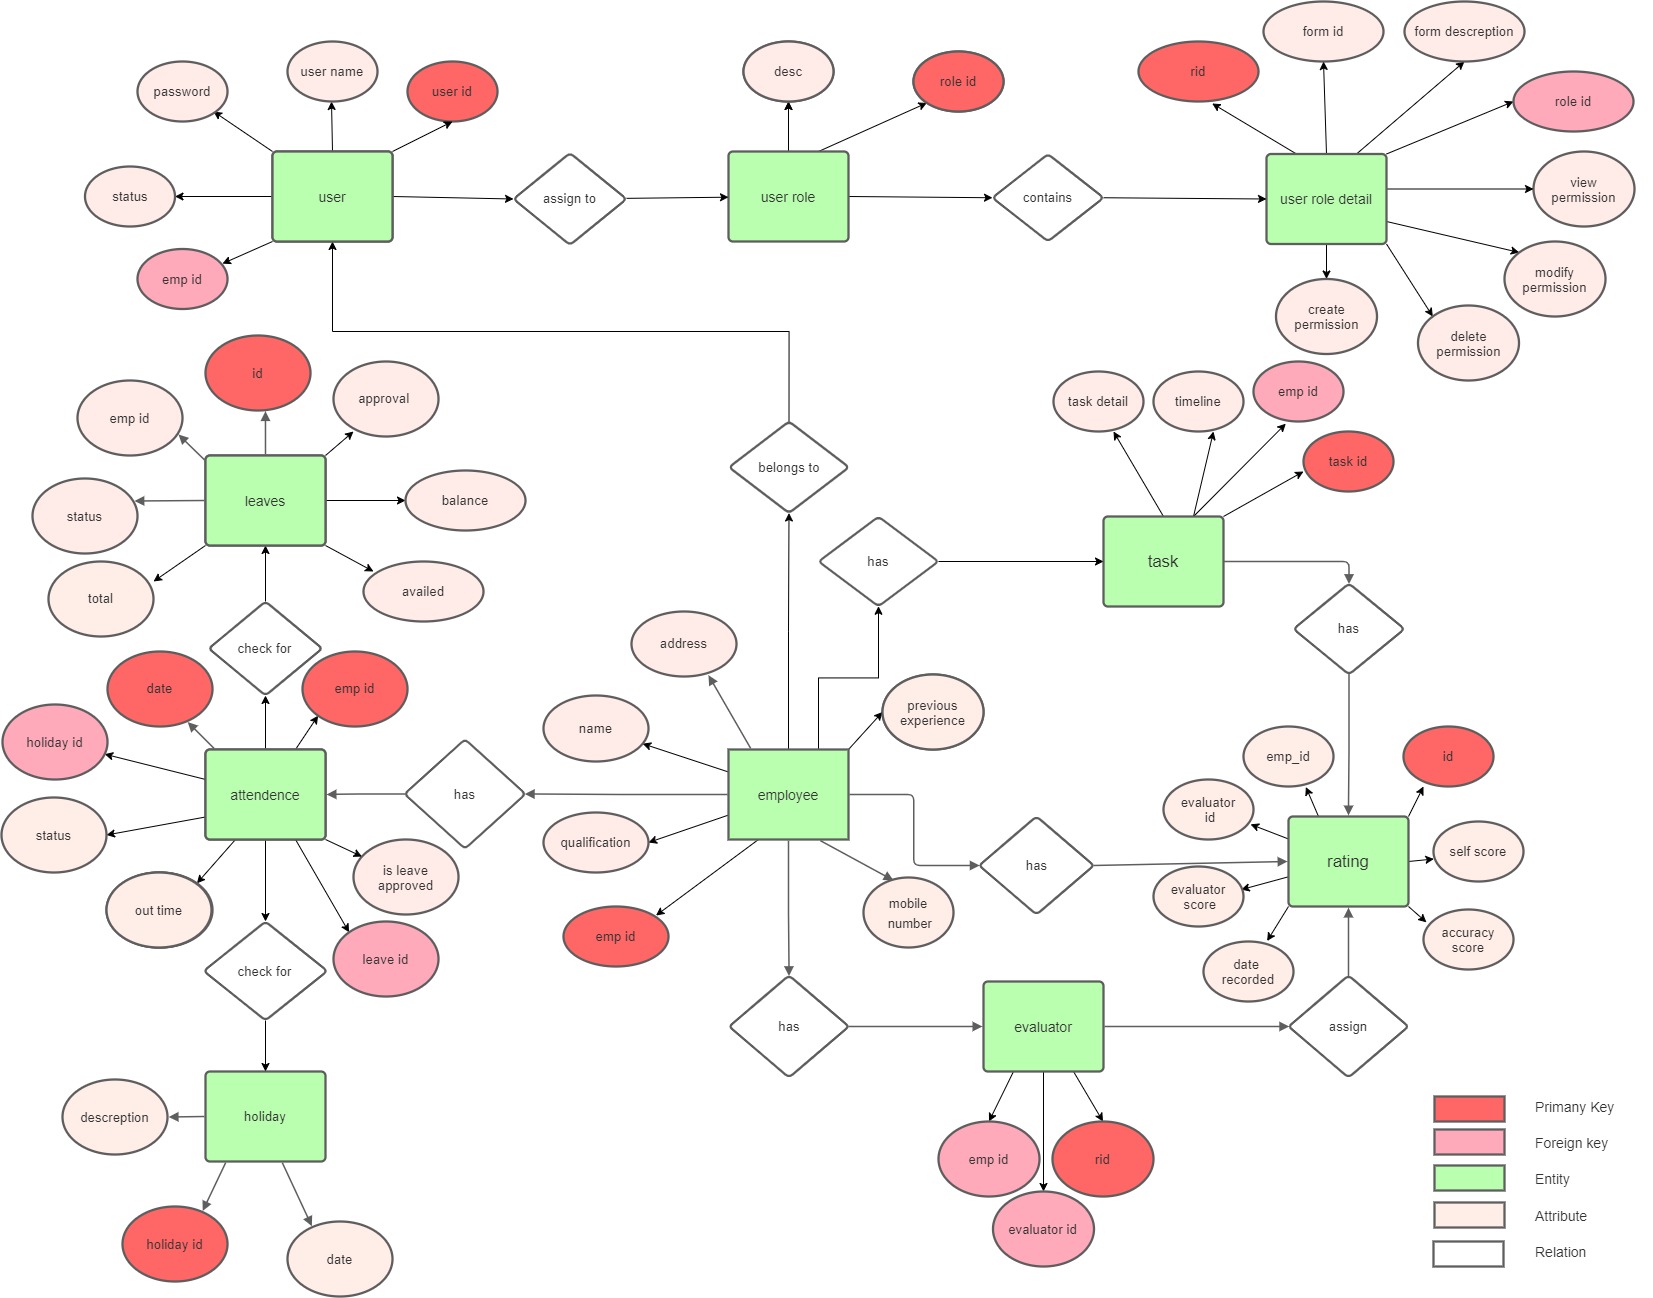 form id
form descreption
user name
desc
rid
role id
password
user id
role id
status
user
assign to
user role
contains
user role detail
view
permission
emp id
modify
permission
create
permission
delete
permission
id
approval
emp id
task detail
timeline
emp id
task id
leaves
balance
status
belongs to
total
availed
has
task
check for
address
has
date
emp id
previous
experience
holiday id
name
emp_id
id
attendence
has
employee
evaluator
id
status
qualification
has
rating
self score
is leave
approved
evaluator
score
out time
mobile
number
emp id
accuracy
score
check for
leave id
date
recorded
has
evaluator
assign
holiday
descreption
Primany Key
emp id
rid
Foreign key
Entity
evaluator id
Attribute
holiday id
date
Relation